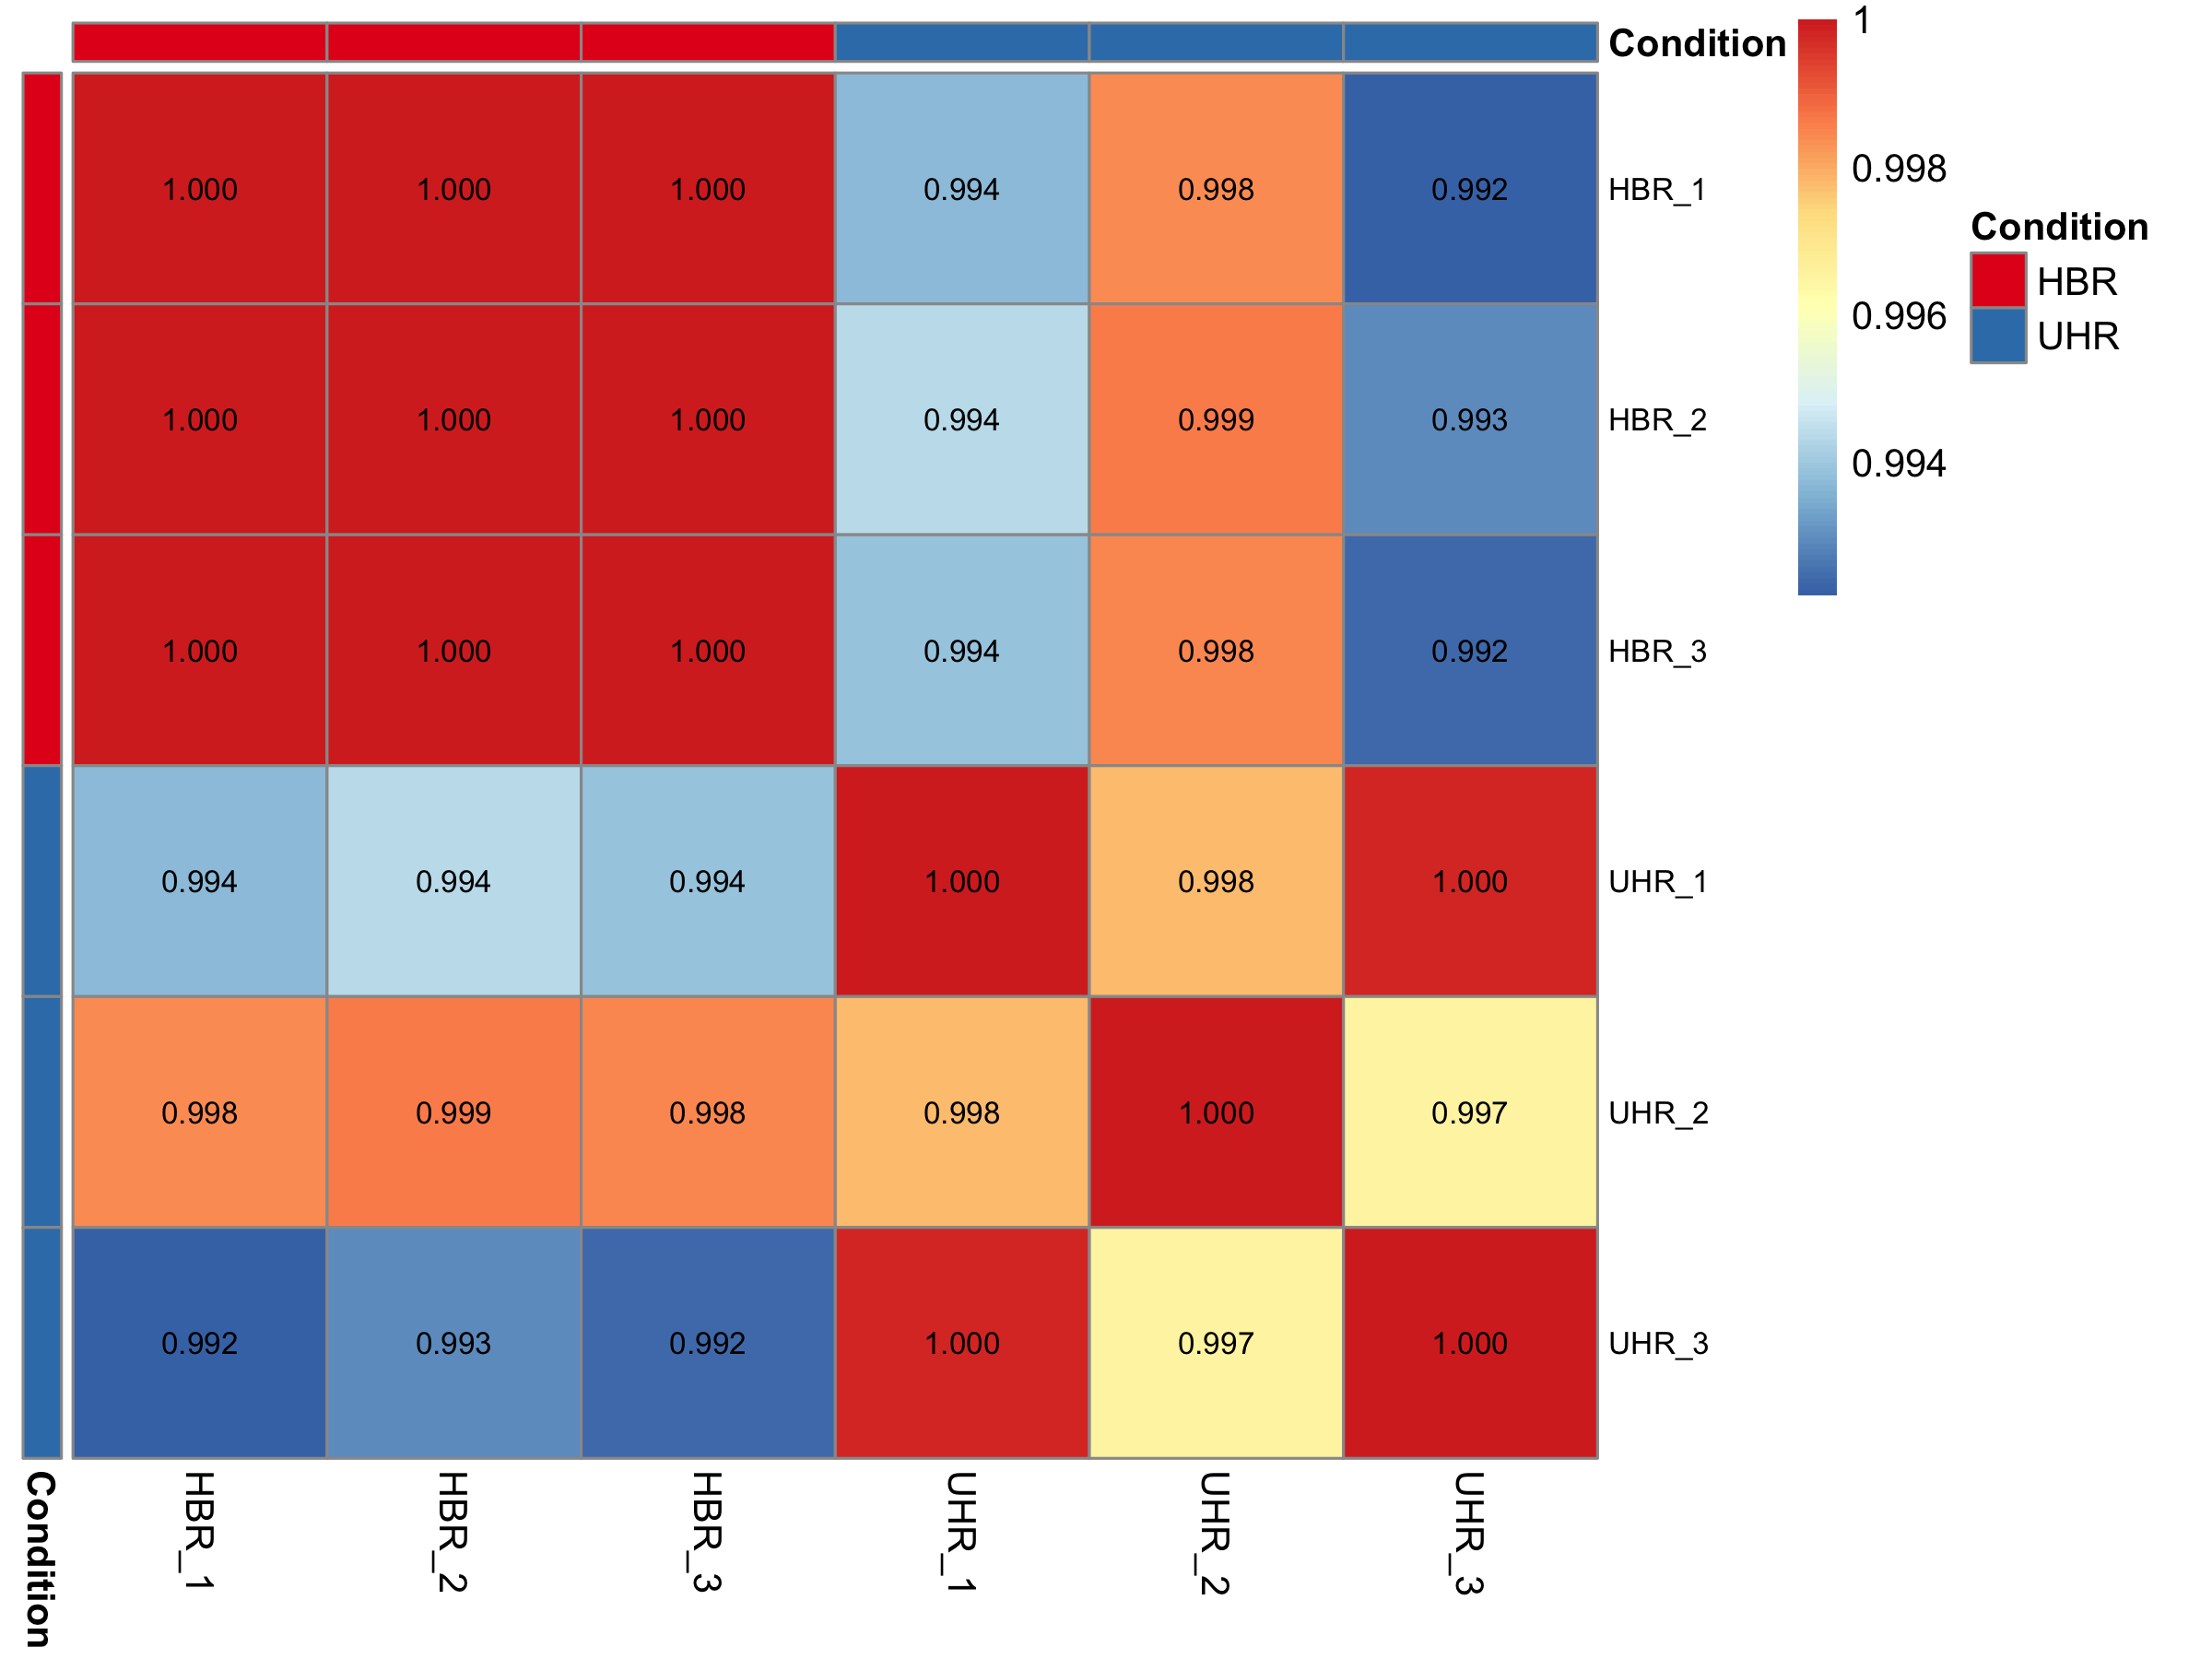 Condition
1
0.998
0.996
0.994
Condition
HBR
UHR
1.000 1.000 1.000 0.994 0.998 0.992 HBR_1
1.000 1.000 1.000 0.994 0.999 0.993 HBR_2
1.000 1.000 1.000 0.994 0.998 0.992 HBR_3
0.994 0.994 0.994 1.000 0.998 1.000 UHR_1
0.998 0.999 0.998 0.998 1.000 0.997 UHR_2
0.992 0.993 0.992 1.000 0.997 1.000 UHR_3
Condition
HBR_1
HBR_2
HBR_3
UHR_1
UHR_2
UHR_3